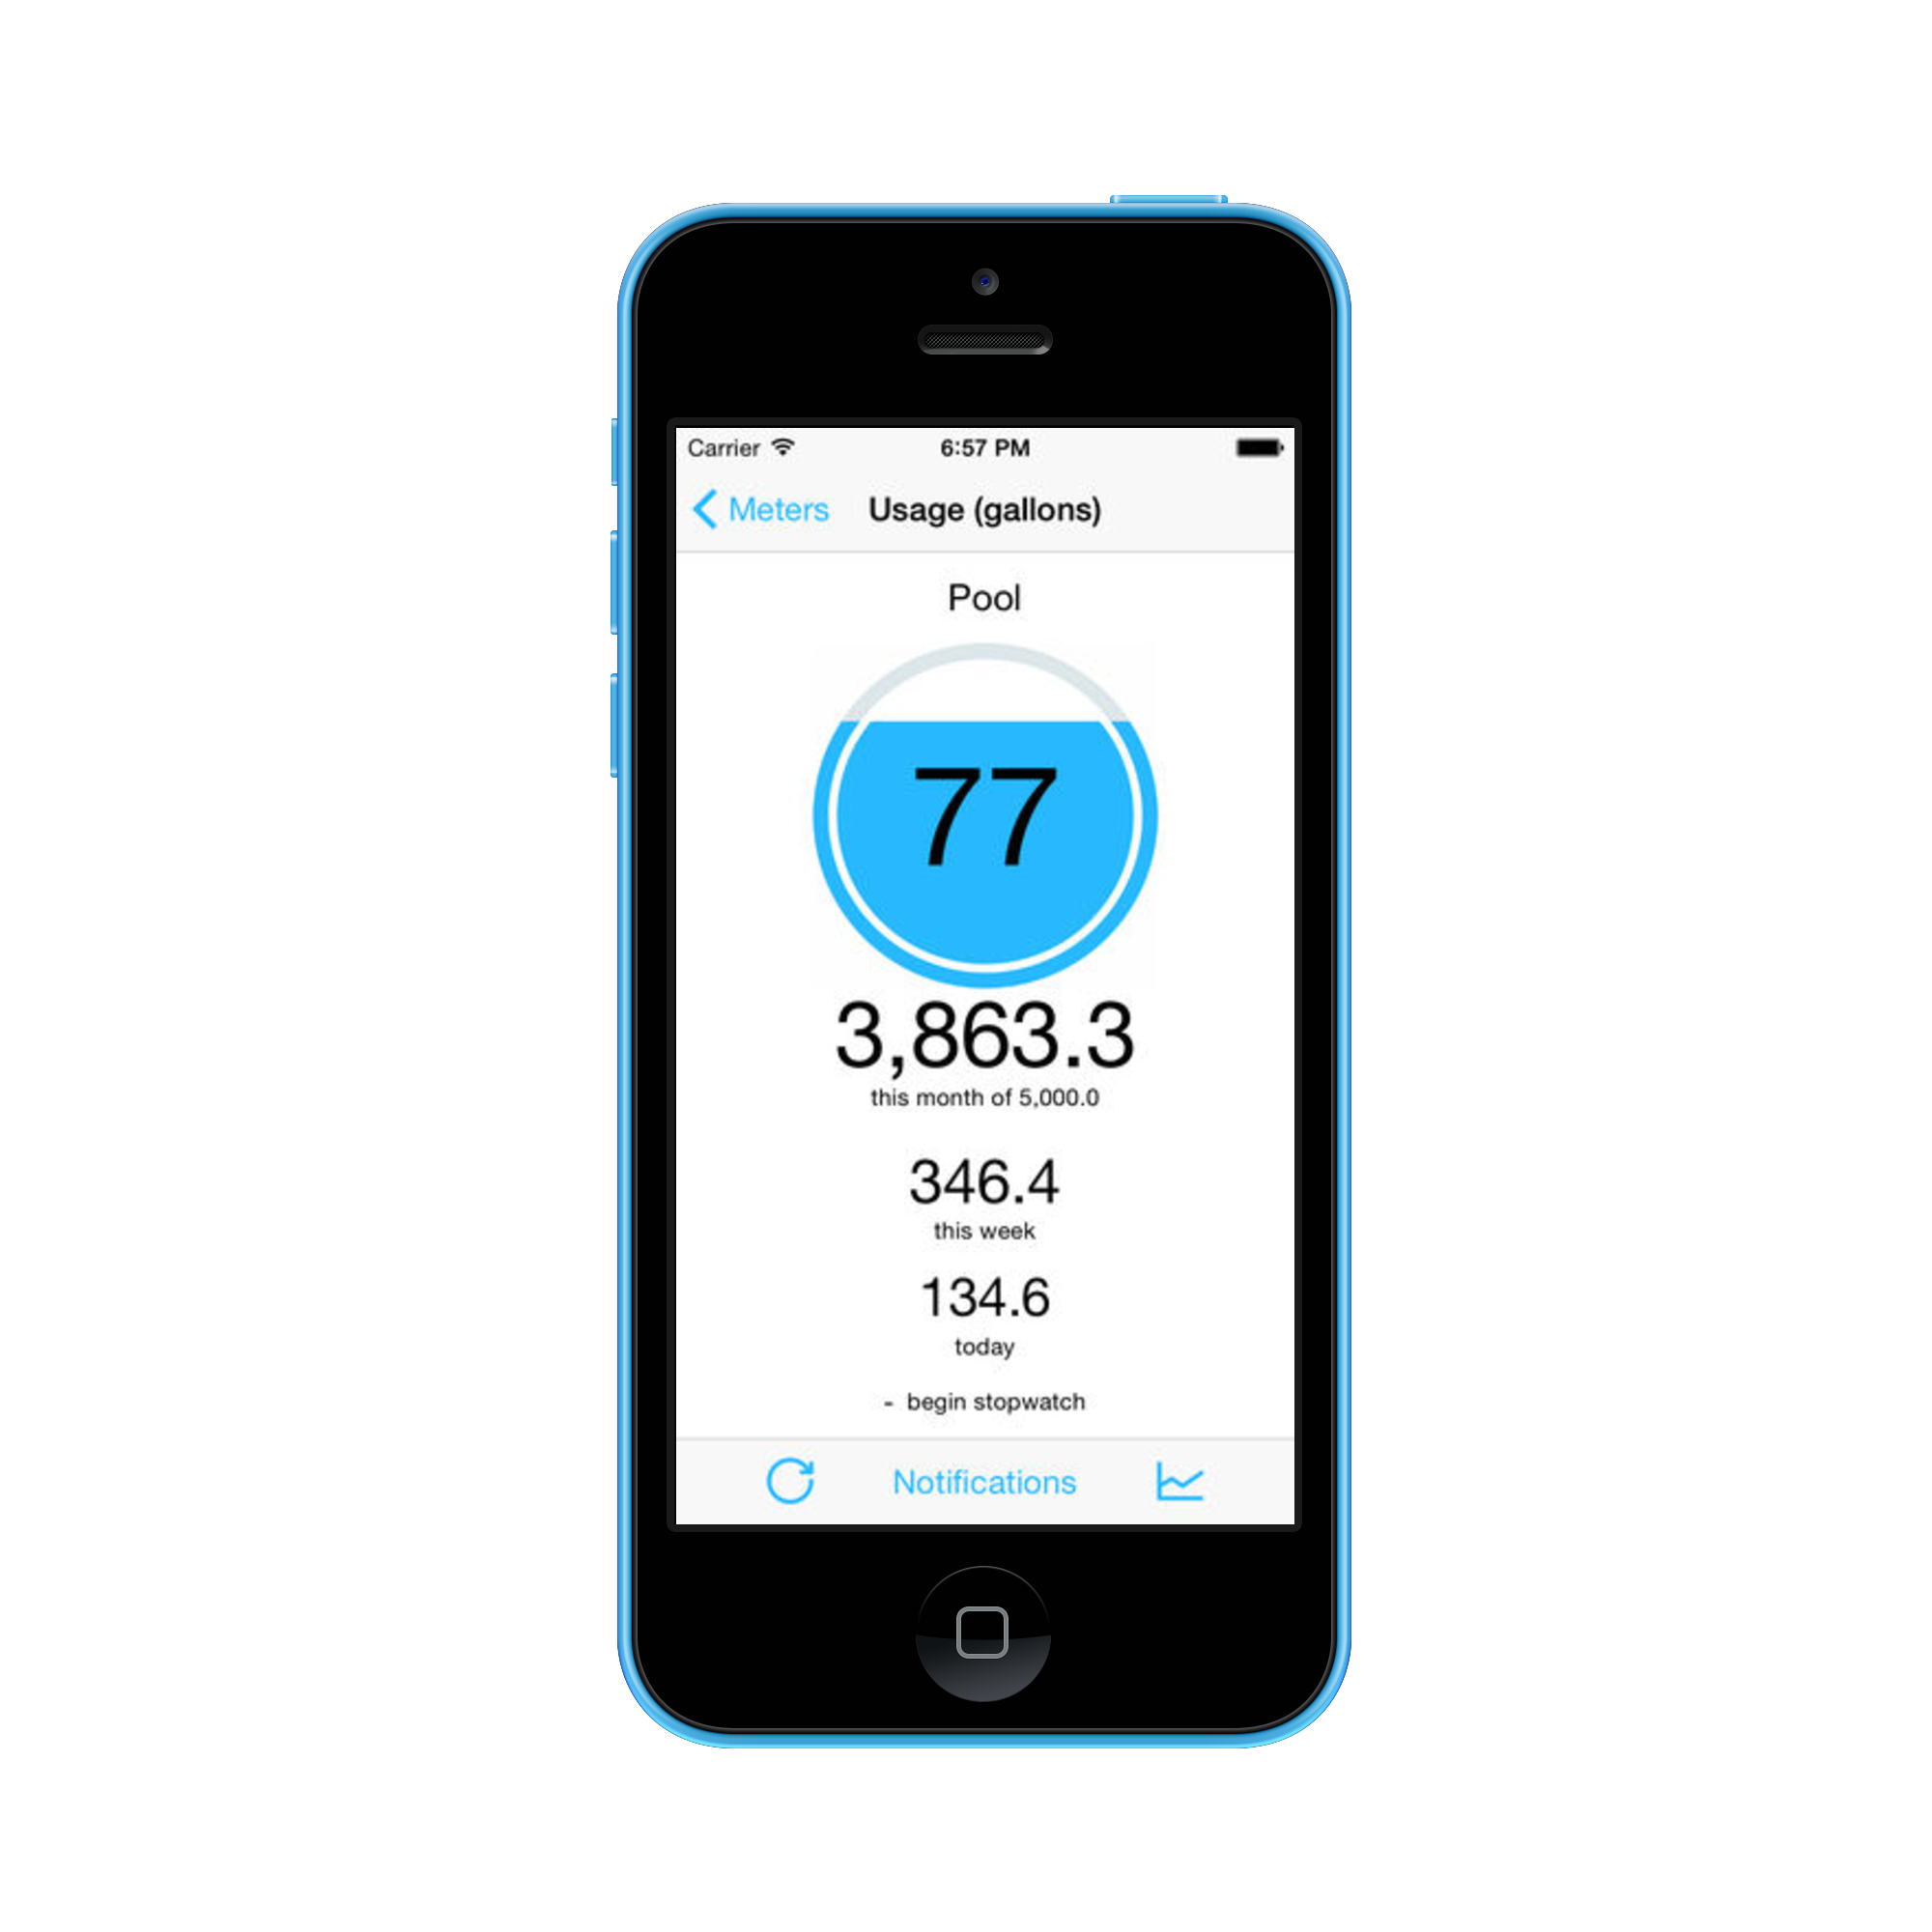 Carrier 6:57 PM
Meters Usage (gallons)
Pool
77
3,863.3
this month of 5,000.0
346.4
this week
134.6
today
- begin stopwatch
Notifications